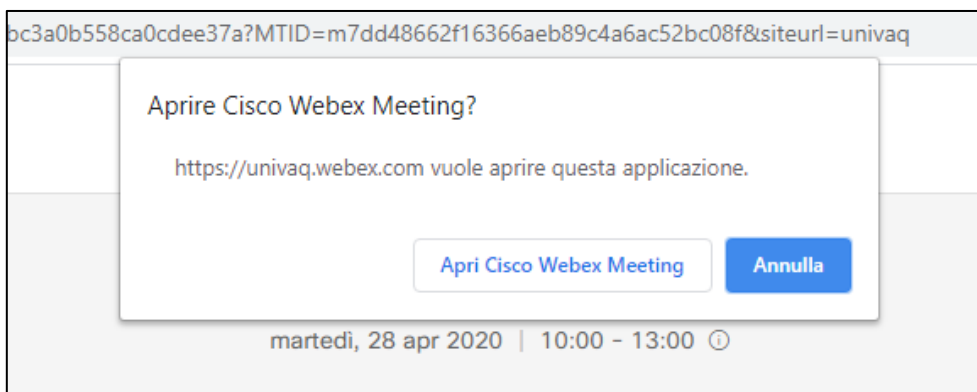 bc3a0b558ca0cdee37a?MTID=m7dd48662f16366aeb89c4a6ac52bc08f&siteurl=univaq
Aprire Cisco Webex Meeting?
https://univaq.webex.com vuole aprire questa applicazione.
Apri Cisco Webex Meeting Annulla
martedì, 28 apr 2020 | 10:00 - 13:00